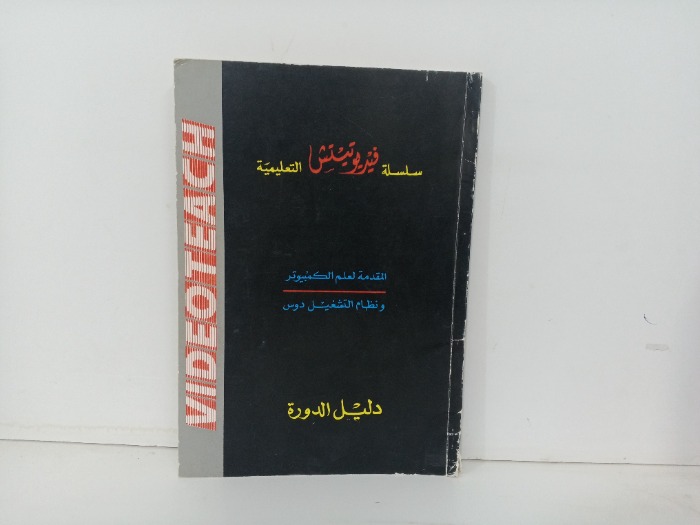 سلسلة فيديوتيتش التعليمية
المقدمة لعلم الكمبيوتر
ونظام التشغيل دوس
دليل الدورة
VIDEOTEACH